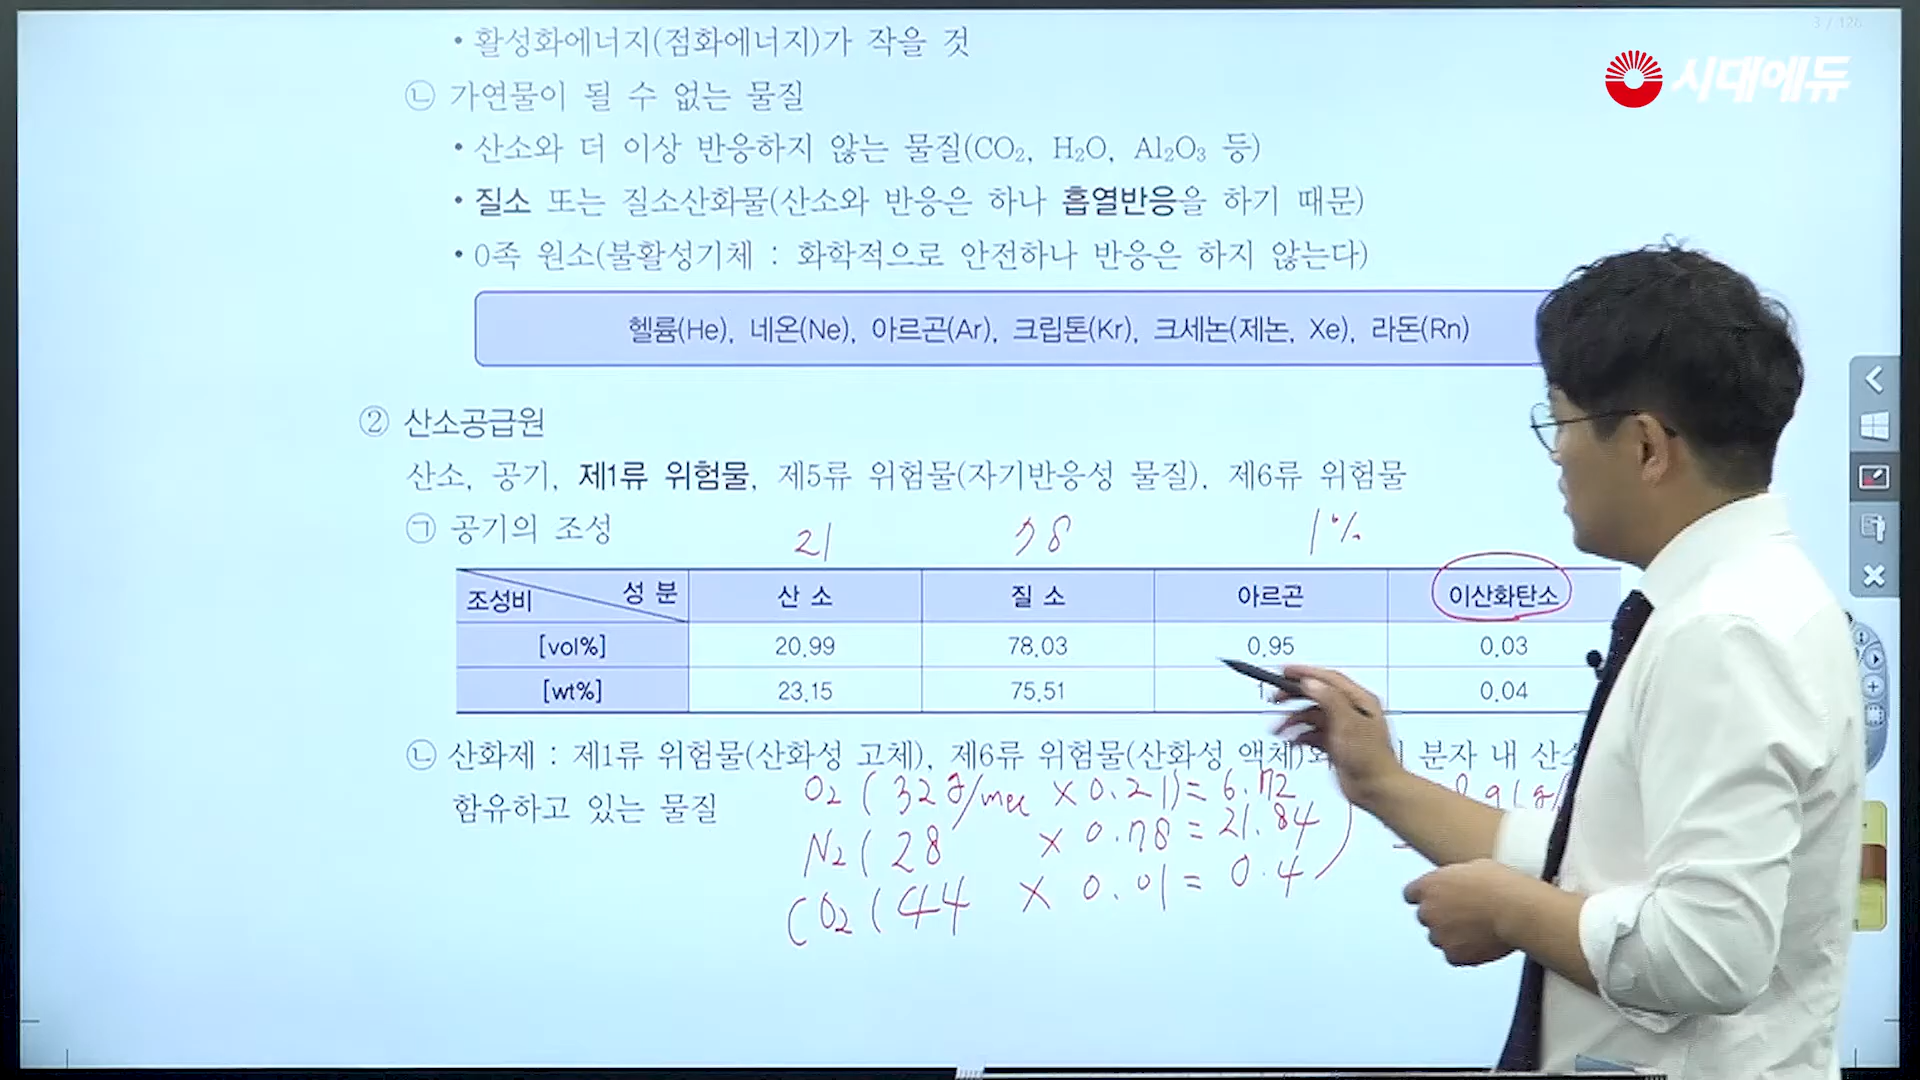 3 / 126
시대에듀
• 활성화에너지(점화에너지)가 작을 것
㉡ 가연물이 될 수 없는 물질
• 산소와 더 이상 반응하지 않는 물질(CO₂, H₂O, Al₂O₃ 등)
• 질소 또는 질소산화물(산소와 반응은 하나 흡열반응을 하기 때문)
• 0족 원소(불활성기체 : 화학적으로 안전하나 반응은 하지 않는다)
헬륨(He), 네온(Ne), 아르곤(Ar), 크립톤(Kr), 크세논(제논, Xe), 라돈(Rn)
② 산소공급원
산소, 공기, 제1류 위험물, 제5류 위험물(자기반응성 물질), 제6류 위험물
㉠ 공기의 조성
21 78 1%
조성비 성 분 산 소 질 소 아르곤 이산화탄소
[vol%] 20.99 78.03 0.95 0.03
[wt%] 23.15 75.51 0.04
㉡ 산화제 : 제1류 위험물(산화성 고체), 제6류 위험물(산화성 액체) 분자 내
함유하고 있는 물질
O₂ ( 32 g/mol × 0.21) = 6.72
N₂ ( 28 × 0.78 = 21.84
CO₂ ( 44 × 0.01 = 0.4